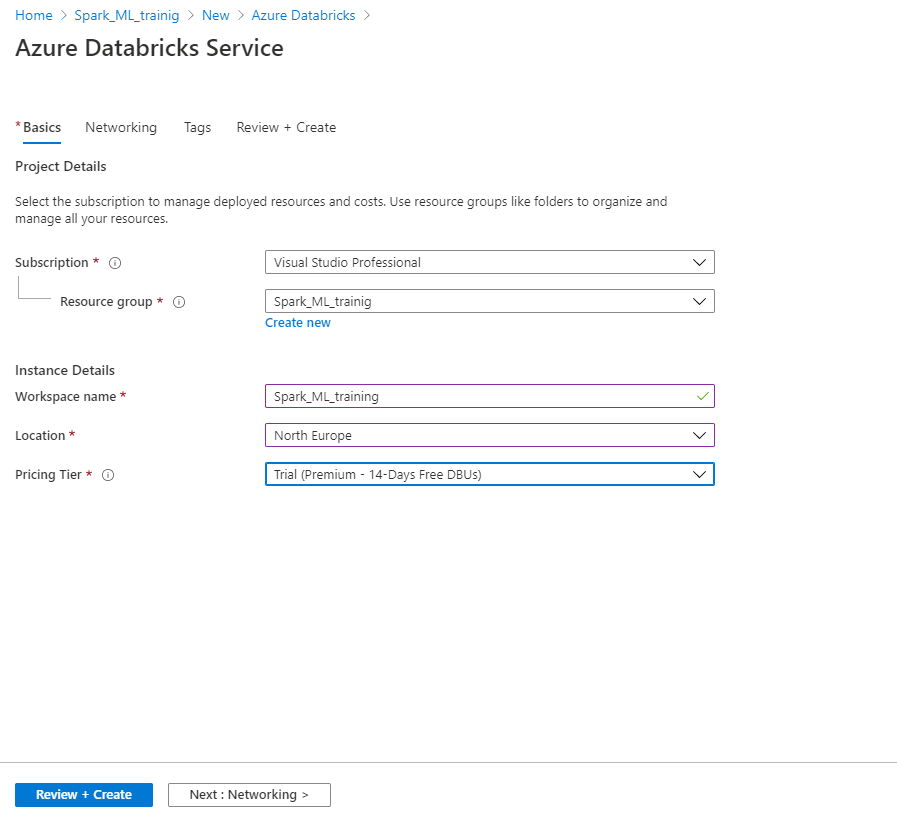 Home > Spark_ML_trainig > New > Azure Databricks >
Azure Databricks Service
* Basics Networking Tags Review + Create
Project Details
Select the subscription to manage deployed resources and costs. Use resource groups like folders to organize and
manage all your resources.
Subscription * Visual Studio Professional
Resource group * Spark_ML_trainig
Create new
Instance Details
Workspace name * Spark_ML_training
Location * North Europe
Pricing Tier * Trial (Premium - 14-Days Free DBUs)
Review + Create Next : Networking >